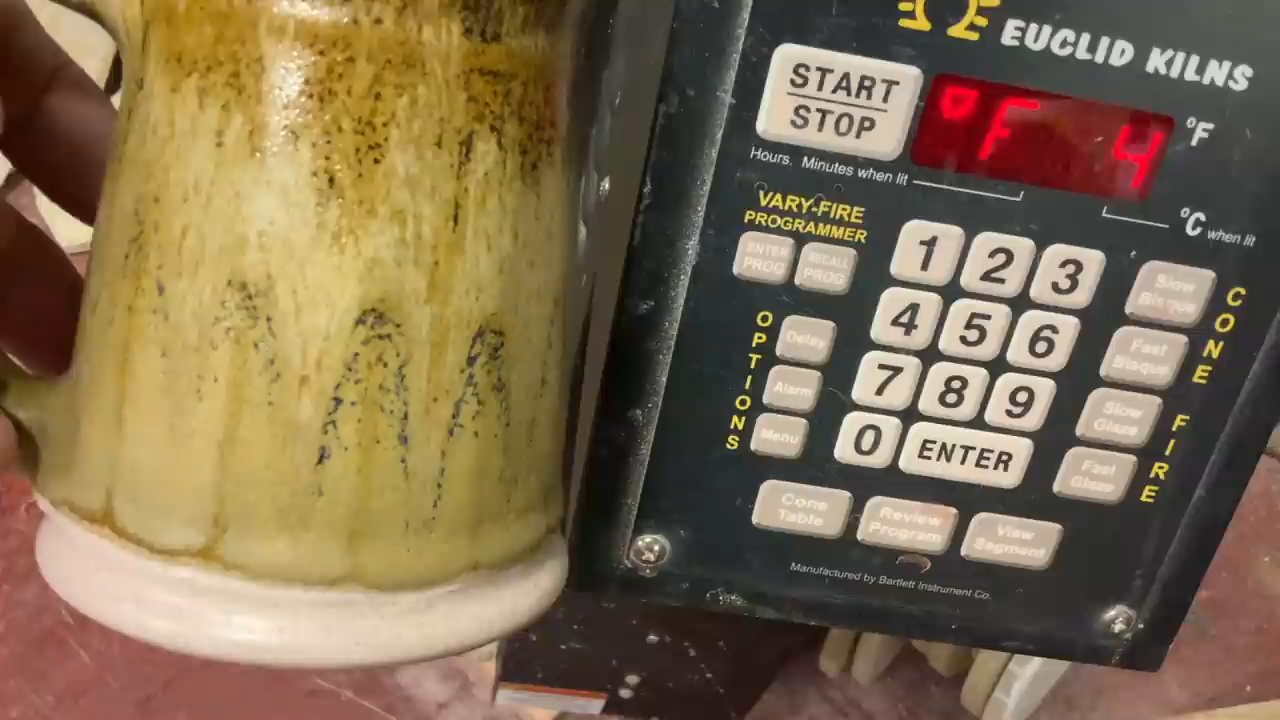 EUCLID KILNS
START
STOP
°F 4
°F
Hours. Minutes when lit
°C when lit
VARY-FIRE
PROGRAMMER
ENTER
PROG
RECALL
PROG
1 2 3
4 5 6
7 8 9
0 ENTER
OPTIONS
Delay
Alarm
Menu
Slow
Bisque
Fast
Bisque
Slow
Glaze
Fast
Glaze
CONE
FIRE
Cone
Table
Review
Program
View
Segment
Manufactured by Bartlett Instrument Co.